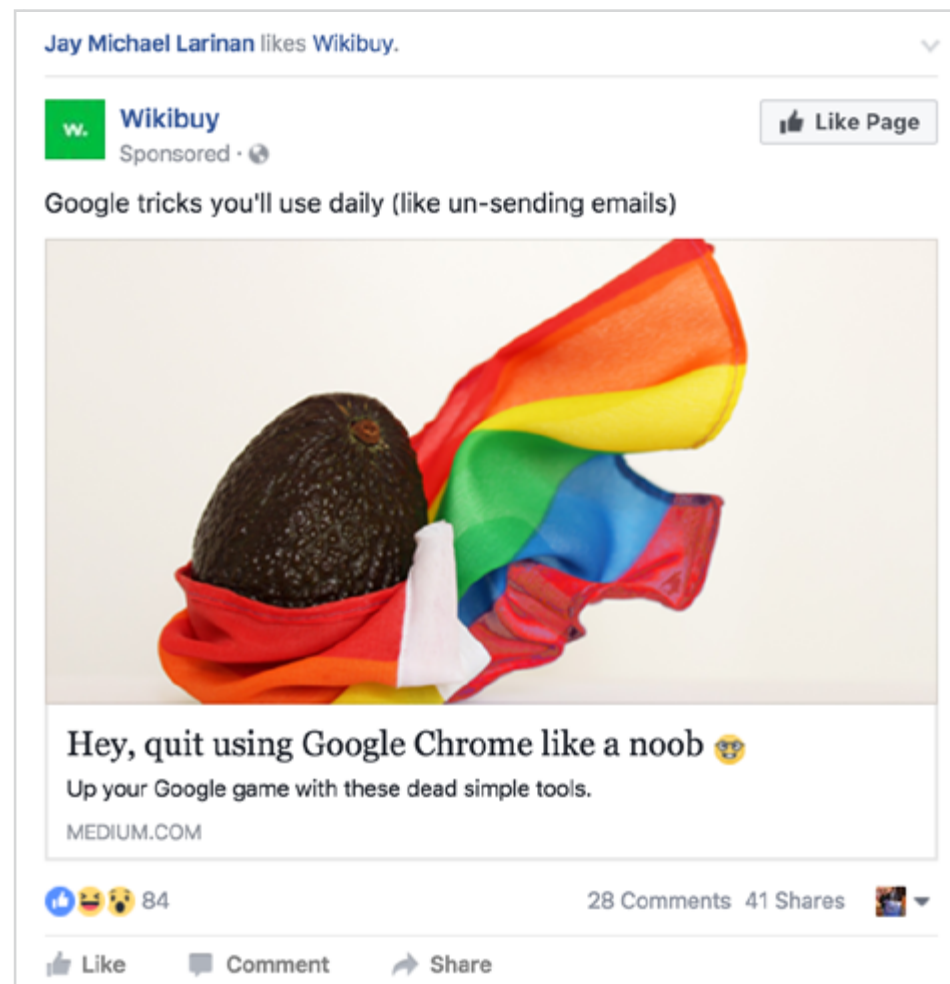 Jay Michael Larinan likes Wikibuy.
w.
Wikibuy
Like Page
Sponsored ·
Google tricks you'll use daily (like un-sending emails)
Hey, quit using Google Chrome like a noob 🤓
Up your Google game with these dead simple tools.
MEDIUM.COM
84
28 Comments 41 Shares
Like Comment Share